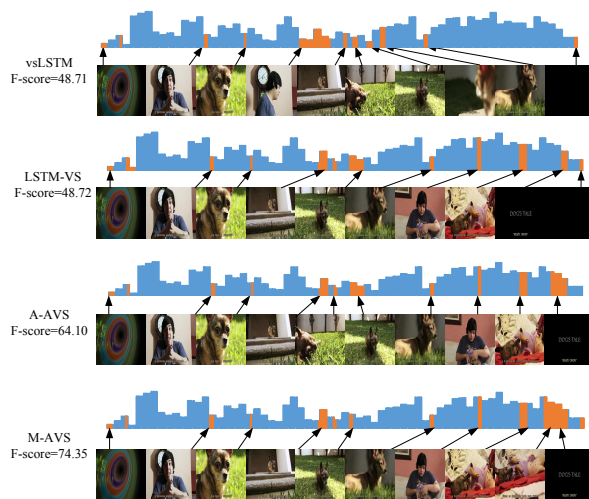 vsLSTM
F-score=48.71
LSTM-VS
F-score=48.72
DOG'S TALE
A-AVS
F-score=64.10
DOG'S TALE
M-AVS
F-score=74.35
DOG'S TALE